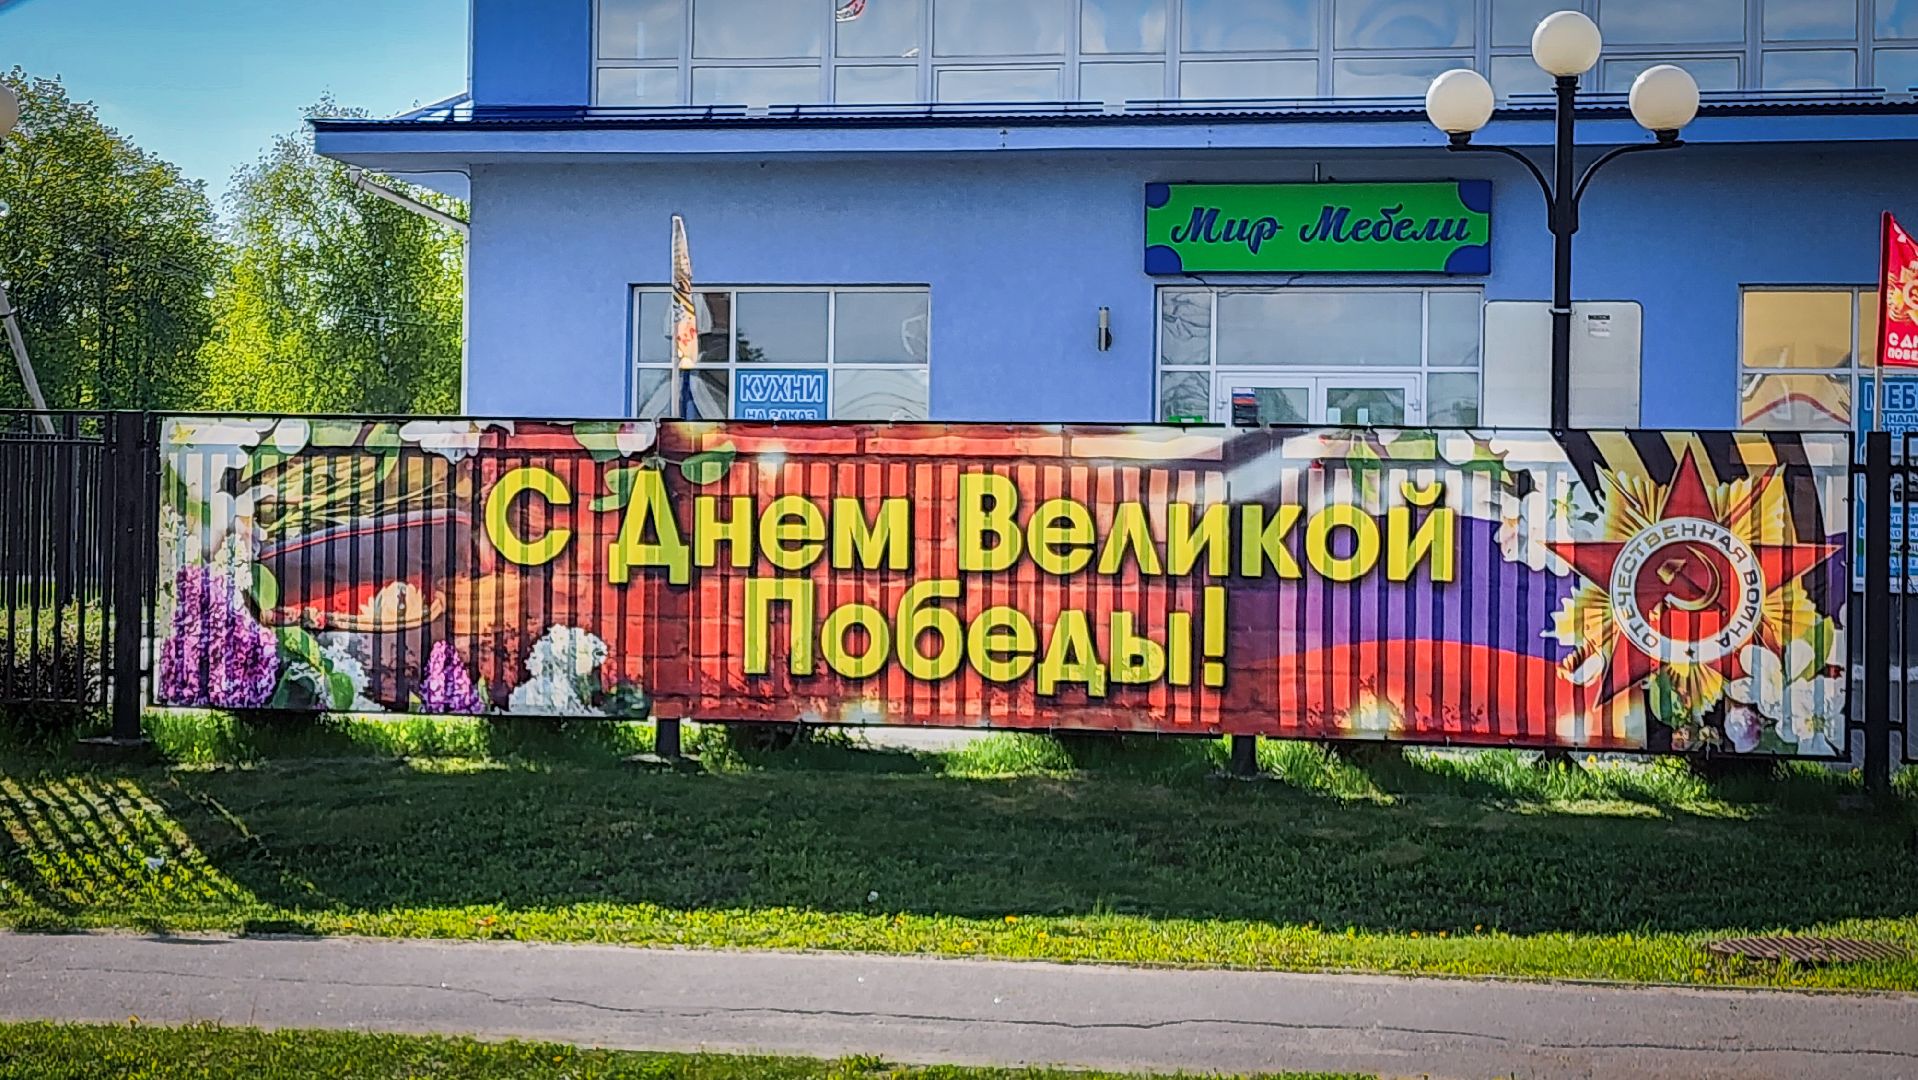 Мир Мебели
КУХНИ
НА ЗАКАЗ
С Днем Великой
Победы!
ОТЕЧЕСТВЕННАЯ ВОЙНА